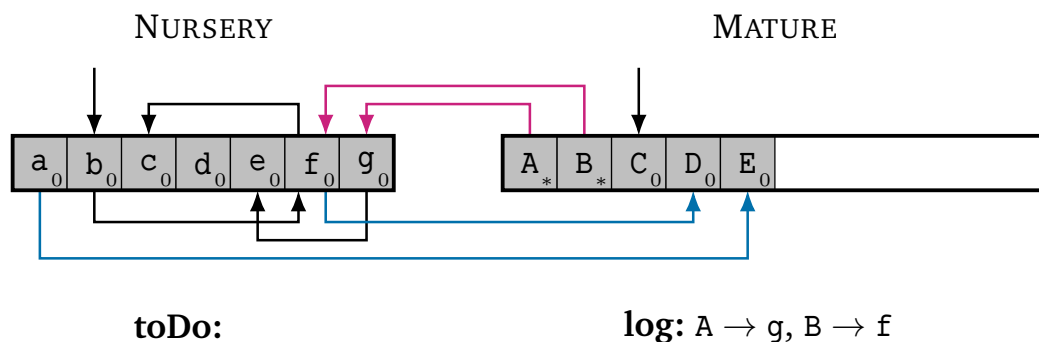 NURSERY MATURE
a0 b0 c0 d0 e0 f0 g0 A* B* C0 D0 E0
toDo: log: A → g, B → f